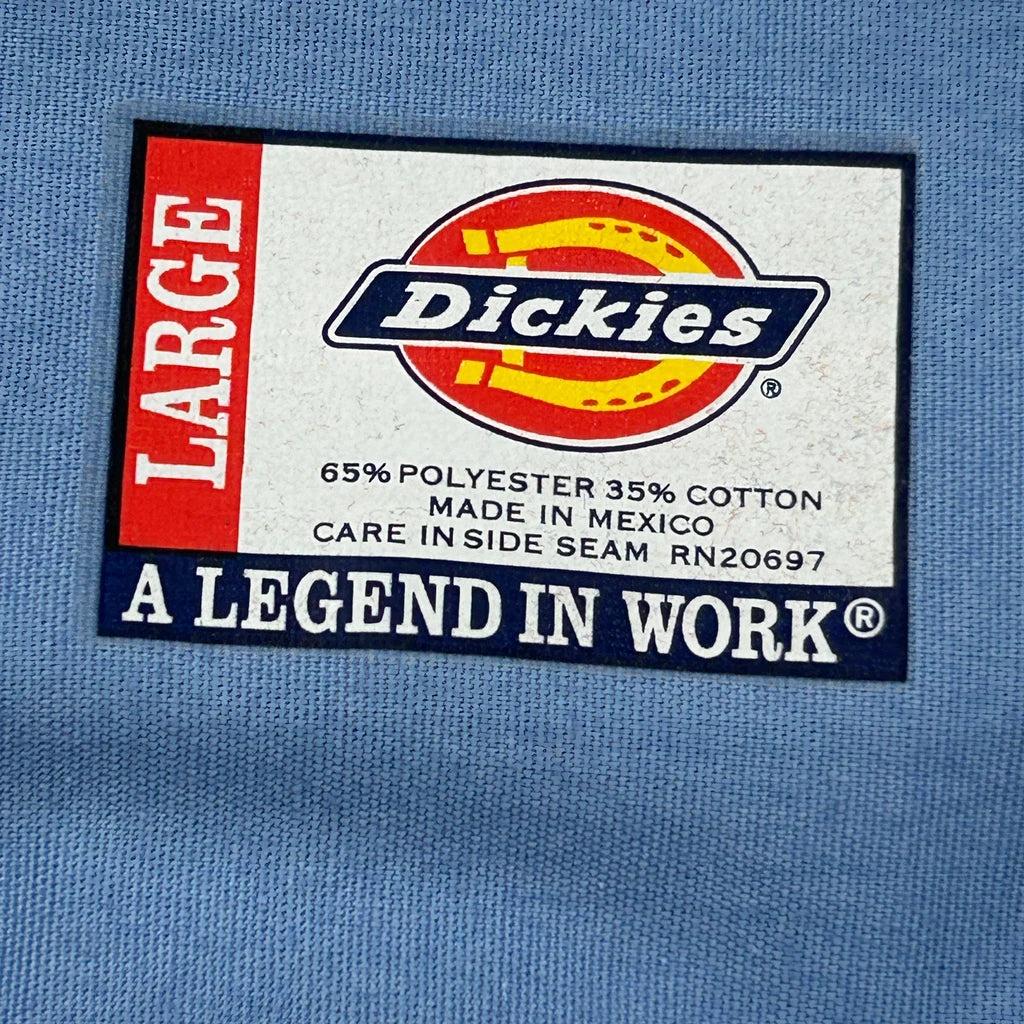 LARGE
Dickies
®
65% POLYESTER 35% COTTON
MADE IN MEXICO
CARE IN SIDE SEAM RN20697
A LEGEND IN WORK®